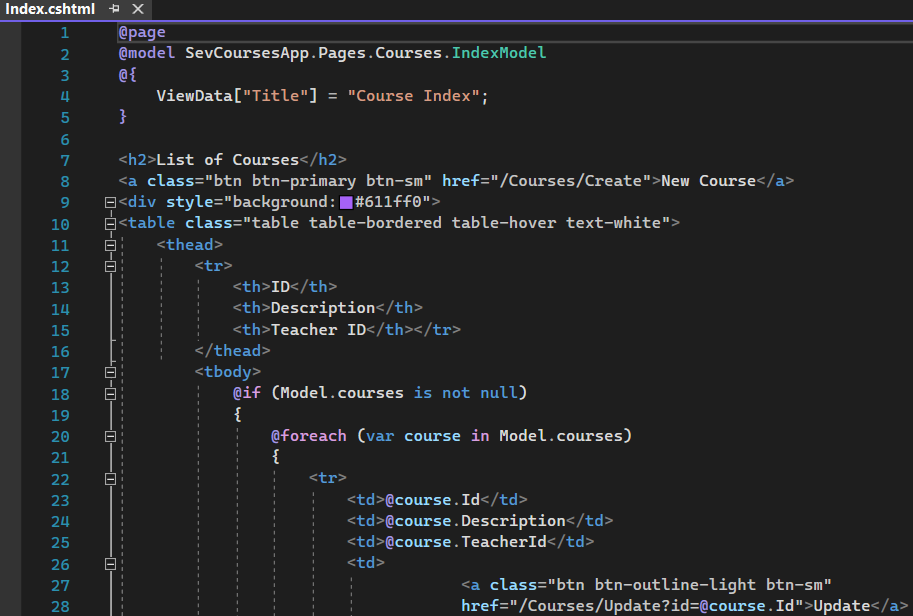 Index.cshtml
1 @page
2 @model SevCoursesApp.Pages.Courses.IndexModel
3 @{
4 ViewData["Title"] = "Course Index";
5 }
6
7 <h2>List of Courses</h2>
8 <a class="btn btn-primary btn-sm" href="/Courses/Create">New Course</a>
9 <div style="background:#611ff0">
10 <table class="table table-bordered table-hover text-white">
11 <thead>
12 <tr>
13 <th>ID</th>
14 <th>Description</th>
15 <th>Teacher ID</th></tr>
16 </thead>
17 <tbody>
18 @if (Model.courses is not null)
19 {
20 @foreach (var course in Model.courses)
21 {
22 <tr>
23 <td>@course.Id</td>
24 <td>@course.Description</td>
25 <td>@course.TeacherId</td>
26 <td>
27 <a class="btn btn-outline-light btn-sm"
28 href="/Courses/Update?id=@course.Id">Update</a>